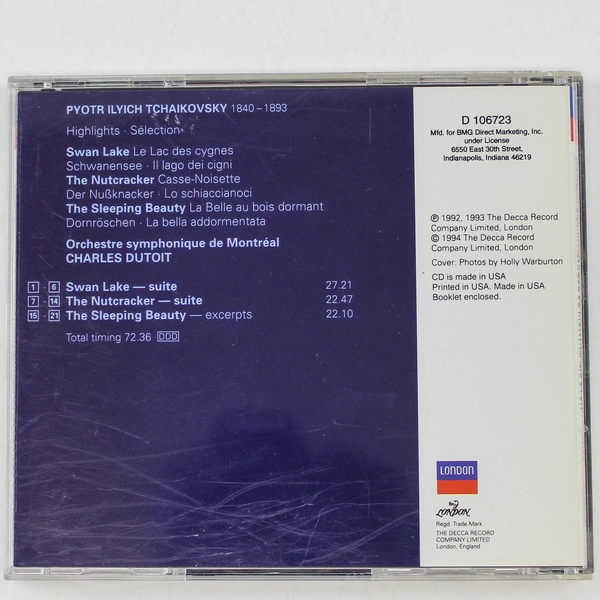 PYOTR ILYICH TCHAIKOVSKY 1840–1893
Highlights · Sélection
Swan Lake Le Lac des cygnes
Schwanensee · Il lago dei cigni
The Nutcracker Casse-Noisette
Der Nußknacker · Lo schiaccianoci
The Sleeping Beauty La Belle au bois dormant
Dornröschen · La bella addormentata
Orchestre symphonique de Montréal
CHARLES DUTOIT
1 - 6 Swan Lake — suite 27.21
7 - 14 The Nutcracker — suite 22.47
15 - 21 The Sleeping Beauty — excerpts 22.10
Total timing 72.36 DDD
D 106723
Mfd. for BMG Direct Marketing, Inc.
under License
6550 East 30th Street,
Indianapolis, Indiana 46219
℗ 1992, 1993 The Decca Record
Company Limited, London
© 1994 The Decca Record
Company Limited, London
Cover: Photos by Holly Warburton
CD is made in USA
Printed in USA. Made in USA
Booklet enclosed.
LONDON
LONDON
Regd. Trade Mark
THE DECCA RECORD
COMPANY LIMITED
London, England